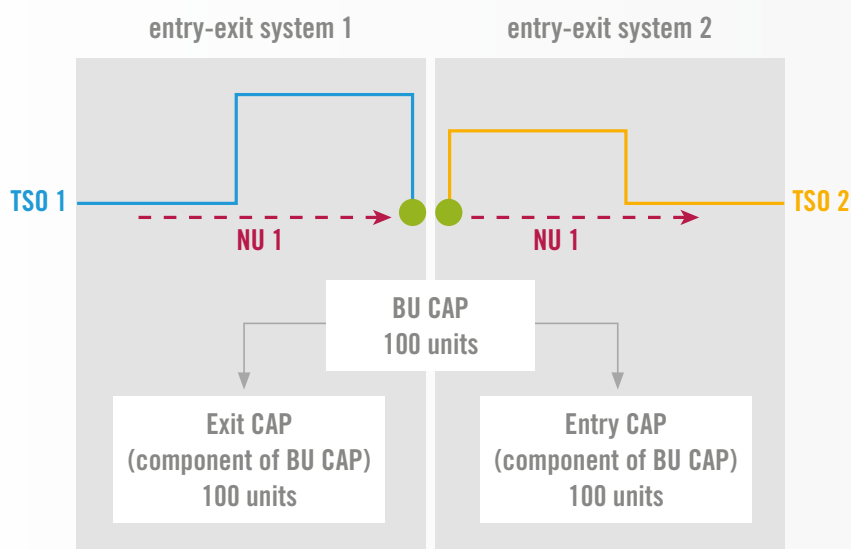 entry-exit system 1
entry-exit system 2
TSO 1
TSO 2
NU 1
NU 1
BU CAP
100 units
Exit CAP
(component of BU CAP)
100 units
Entry CAP
(component of BU CAP)
100 units